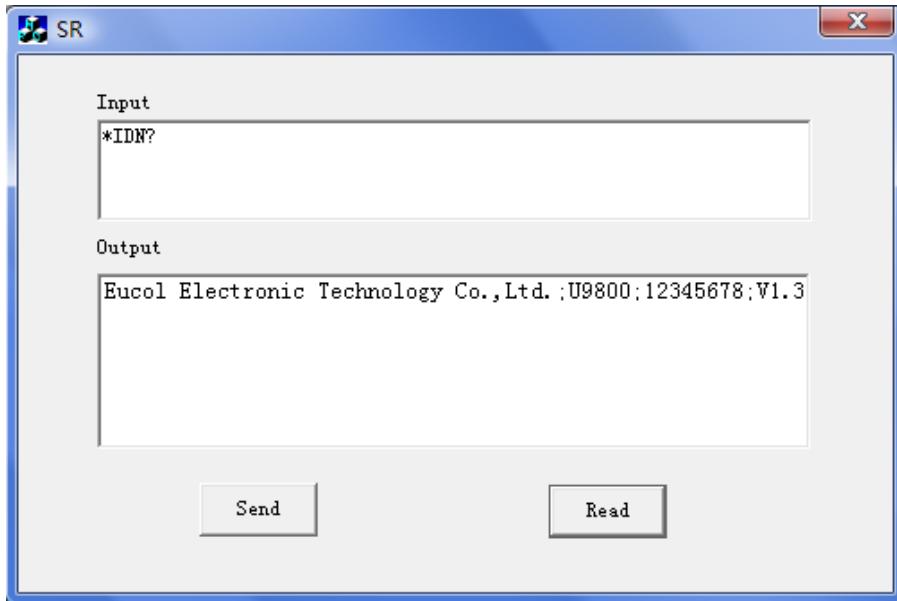 SR
Input
*IDN?
Output
Eucol Electronic Technology Co.,Ltd.;U9800;12345678;V1.3
Send
Read